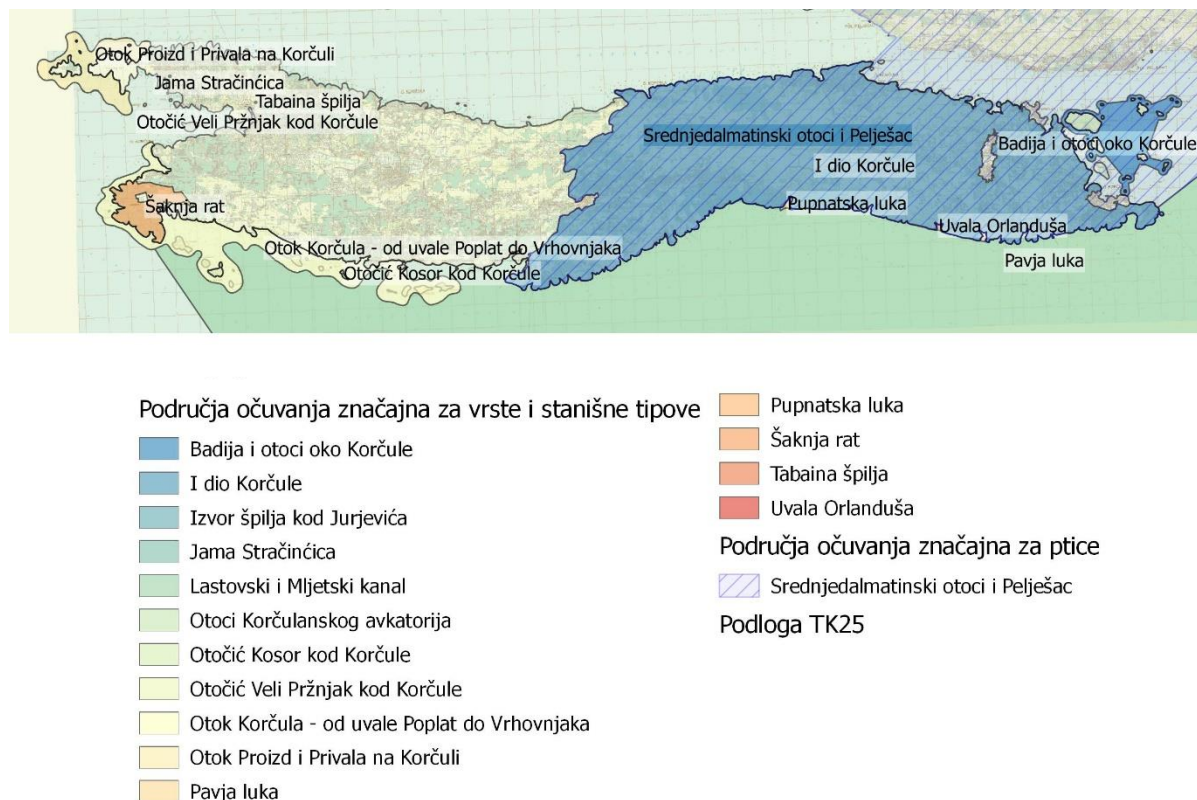 Otok Proizd i Privala na Korčuli
Jama Stračinčica
Tabaina špilja
Otočić Veli Pržnjak kod Korčule
Srednjedalmatinski otoci i Pelješac
Badija i otoci oko Korčule
I dio Korčule
Šaknja rat
Pupnatska luka
Uvala Orlanduša
Otok Korčula - od uvale Poplat do Vrhovnjaka
Pavja luka
Otočić Kosor kod Korčule
Područja očuvanja značajna za vrste i stanišne tipove
Badija i otoci oko Korčule
I dio Korčule
Izvor špilja kod Jurjevića
Jama Stračinčica
Lastovski i Mljetski kanal
Otoci Korčulanskog avkatorija
Otočić Kosor kod Korčule
Otočić Veli Pržnjak kod Korčule
Otok Korčula - od uvale Poplat do Vrhovnjaka
Otok Proizd i Privala na Korčuli
Pavja luka
Pupnatska luka
Šaknja rat
Tabaina špilja
Uvala Orlanduša
Područja očuvanja značajna za ptice
Srednjedalmatinski otoci i Pelješac
Podloga TK25